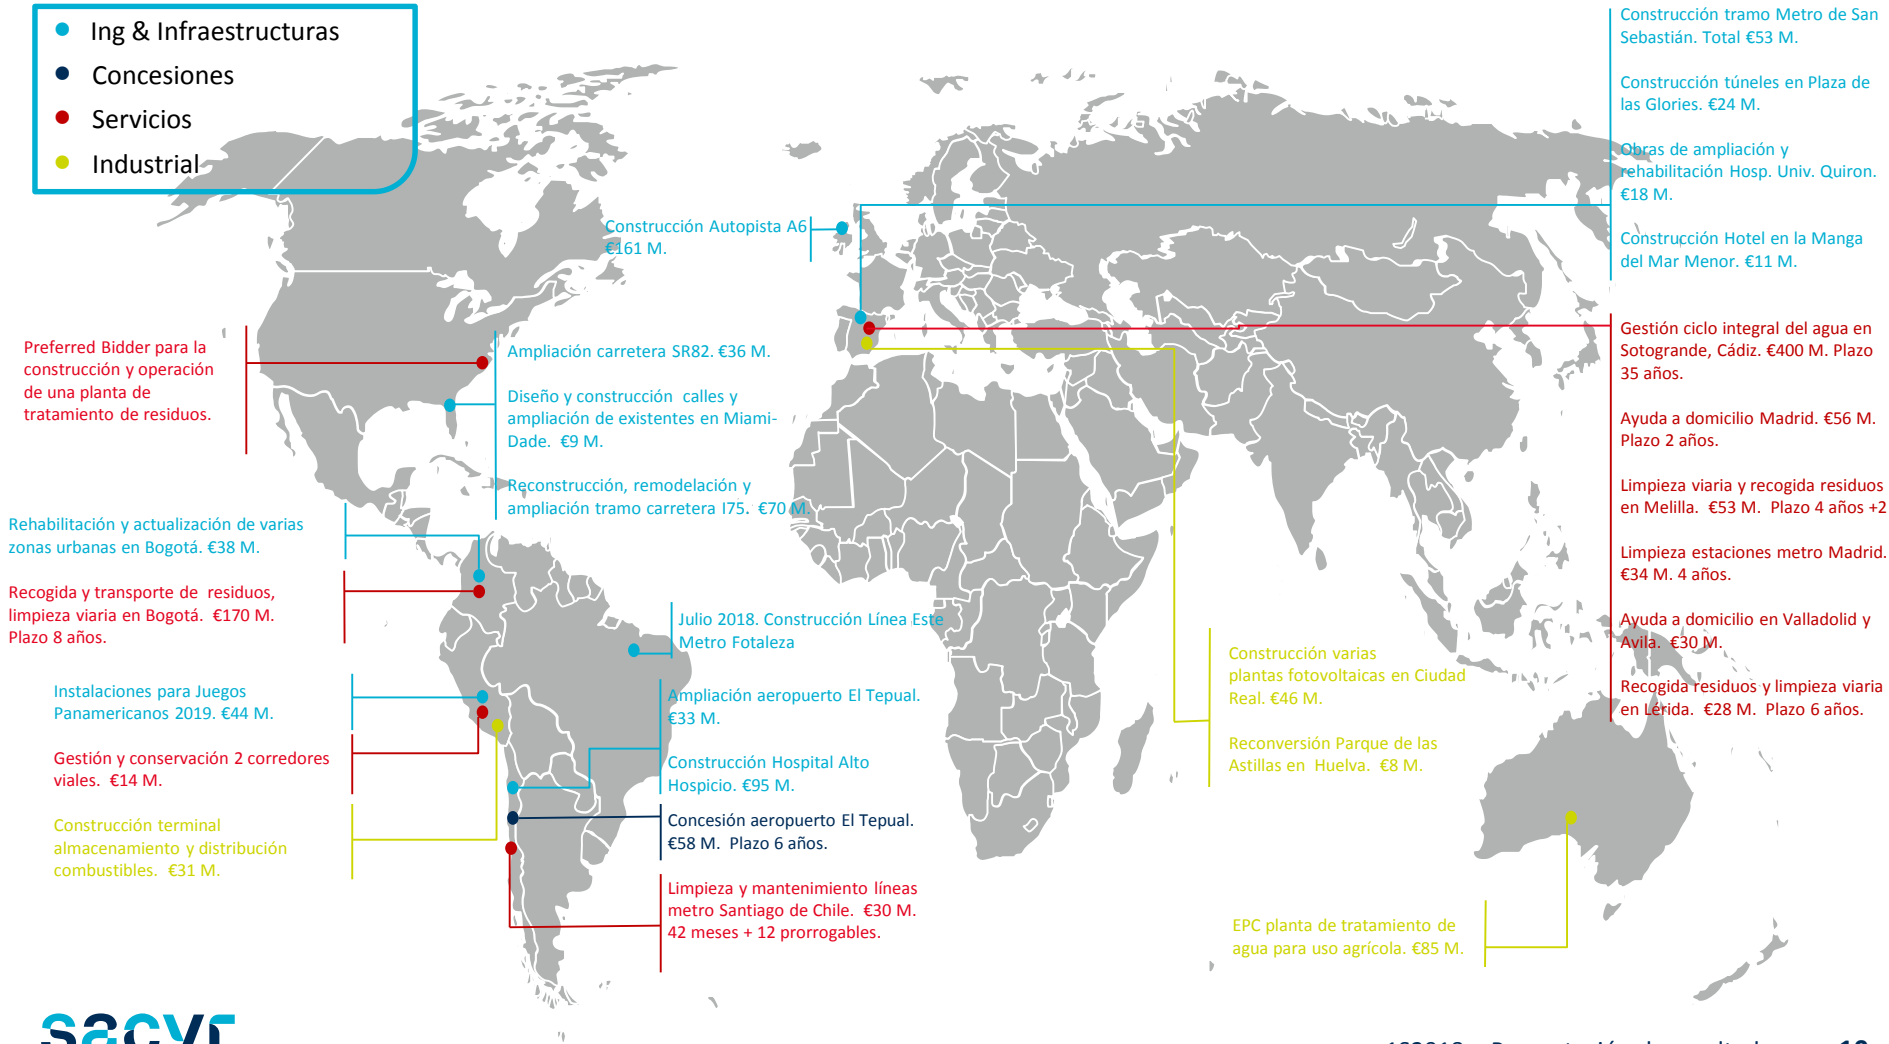 Ing & Infraestructuras
Concesiones
Servicios
Industrial
Construcción tramo Metro de San
Sebastián. Total €53 M.
Construcción túneles en Plaza de
las Glories. €24 M.
Obras de ampliación y
rehabilitación Hosp. Univ. Quiron.
€18 M.
Construcción Hotel en la Manga
del Mar Menor. €11 M.
Construcción Autopista A6
€161 M.
Preferred Bidder para la
construcción y operación
de una planta de
tratamiento de residuos.
Ampliación carretera SR82. €36 M.
Diseño y construcción calles y
ampliación de existentes en Miami-
Dade. €9 M.
Reconstrucción, remodelación y
ampliación tramo carretera I75. €70 M.
Gestión ciclo integral del agua en
Sotogrande, Cádiz. €400 M. Plazo
35 años.
Ayuda a domicilio Madrid. €56 M.
Plazo 2 años.
Limpieza viaria y recogida residuos
en Melilla. €53 M. Plazo 4 años +2
Limpieza estaciones metro Madrid.
€34 M. 4 años.
Ayuda a domicilio en Valladolid y
Avila. €30 M.
Recogida residuos y limpieza viaria
en Lérida. €28 M. Plazo 6 años.
Rehabilitación y actualización de varias
zonas urbanas en Bogotá. €38 M.
Recogida y transporte de residuos,
limpieza viaria en Bogotá. €170 M.
Plazo 8 años.
Julio 2018. Construcción Línea Este
Metro Fotaleza
Instalaciones para Juegos
Panamericanos 2019. €44 M.
Gestión y conservación 2 corredores
viales. €14 M.
Construcción terminal
almacenamiento y distribución
combustibles. €31 M.
Ampliación aeropuerto El Tepual.
€33 M.
Construcción Hospital Alto
Hospicio. €95 M.
Concesión aeropuerto El Tepual.
€58 M. Plazo 6 años.
Limpieza y mantenimiento líneas
metro Santiago de Chile. €30 M.
42 meses + 12 prorrogables.
Construcción varias
plantas fotovoltaicas en Ciudad
Real. €46 M.
Reconversión Parque de las
Astillas en Huelva. €8 M.
EPC planta de tratamiento de
agua para uso agrícola. €85 M.
sacyr